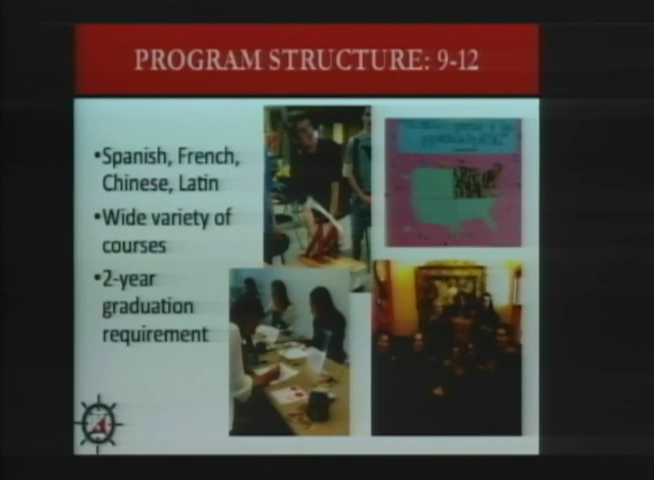 PROGRAM STRUCTURE: 9-12
•Spanish, French,
Chinese, Latin
•Wide variety of
courses
•2-year
graduation
requirement